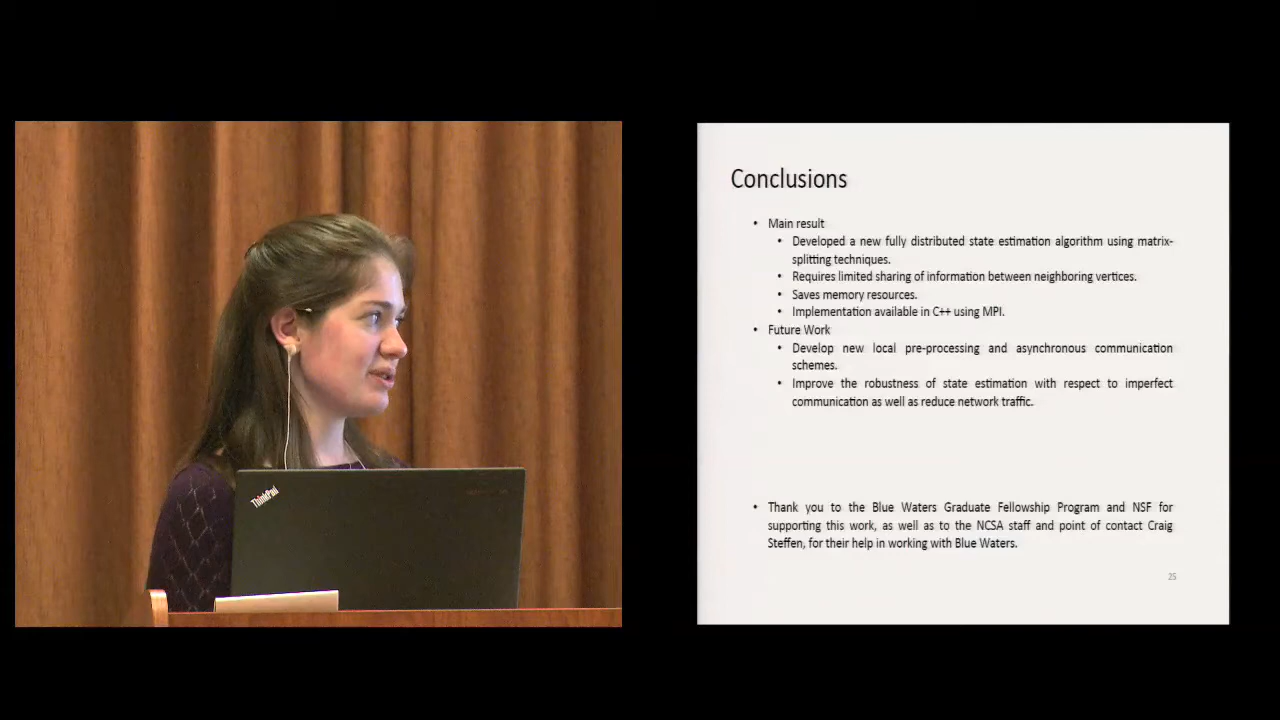 ThinkPad
Conclusions
• Main result
• Developed a new fully distributed state estimation algorithm using matrix-
splitting techniques.
• Requires limited sharing of information between neighboring vertices.
• Saves memory resources.
• Implementation available in C++ using MPI.
• Future Work
• Develop new local pre-processing and asynchronous communication
schemes.
• Improve the robustness of state estimation with respect to imperfect
communication as well as reduce network traffic.
• Thank you to the Blue Waters Graduate Fellowship Program and NSF for
supporting this work, as well as to the NCSA staff and point of contact Craig
Steffen, for their help in working with Blue Waters.
25